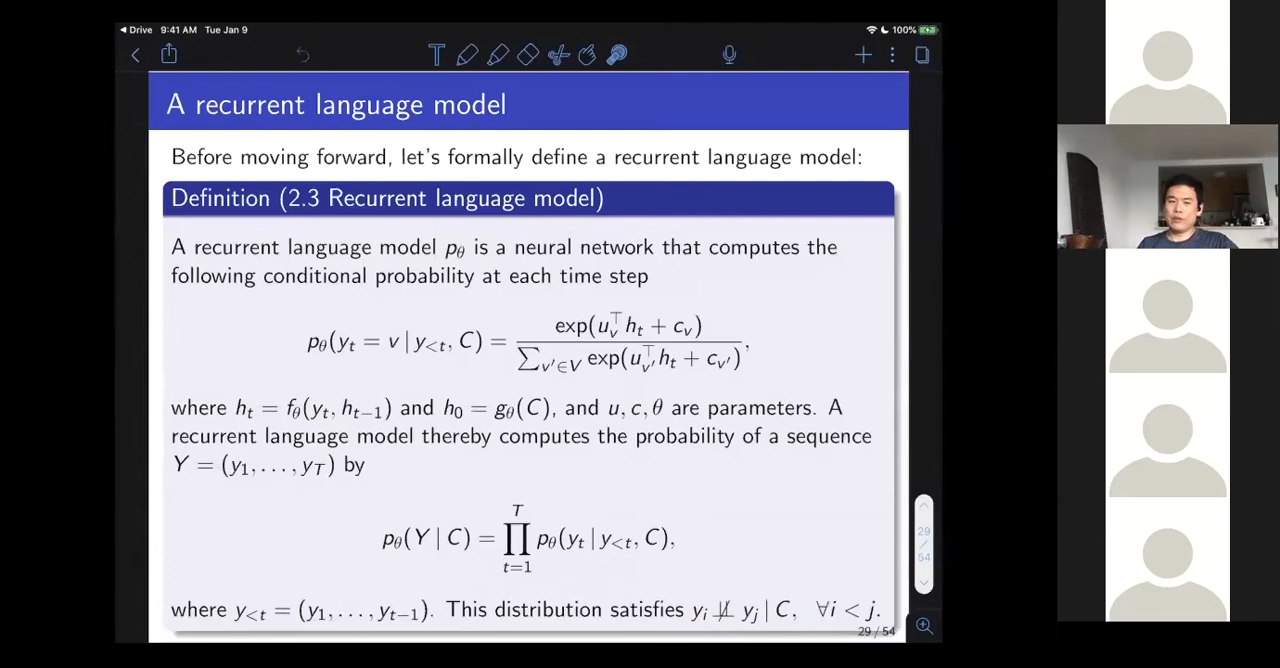 Drive 9:41 AM Tue Jan 9
100%
T
A recurrent language model
Before moving forward, let's formally define a recurrent language model:
Definition (2.3 Recurrent language model)
A recurrent language model pθ is a neural network that computes the
following conditional probability at each time step
pθ(yt = v | y<t, C) = exp(uv⊤ht + cv) / ∑v′∈V exp(uv′⊤ht + cv′),
where ht = fθ(yt, ht−1) and h0 = gθ(C), and u, c, θ are parameters. A
recurrent language model thereby computes the probability of a sequence
Y = (y1, . . . , yT) by
pθ(Y | C) = ∏t=1T pθ(yt | y<t, C),
where y<t = (y1, . . . , yt−1). This distribution satisfies yi ⊥̸⊥ yj | C, ∀i < j.
29 / 54
29
/
54